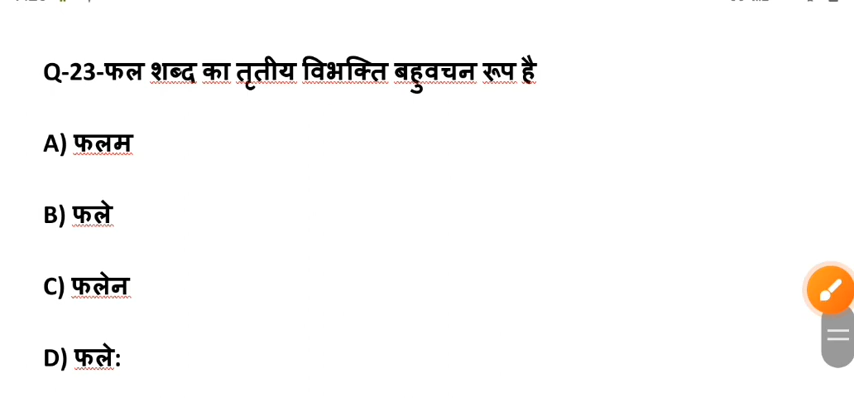 Q-23-फल शब्द का तृतीय विभक्ति बहुवचन रूप है
A) फलम
B) फले
C) फलेन
D) फले: